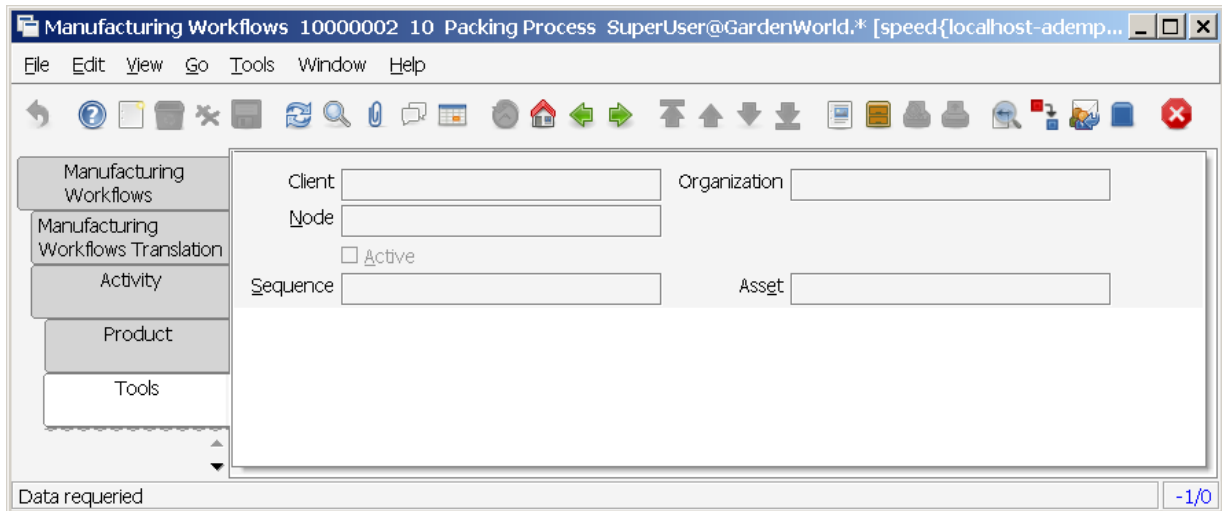 Manufacturing Workflows 10000002 10 Packing Process SuperUser@GardenWorld.* [speed{localhost-ademp...
File Edit View Go Tools Window Help
Manufacturing
Workflows
Manufacturing
Workflows Translation
Activity
Product
Tools
Client
Organization
Node
Active
Sequence
Asset
Data requeried
-1/0